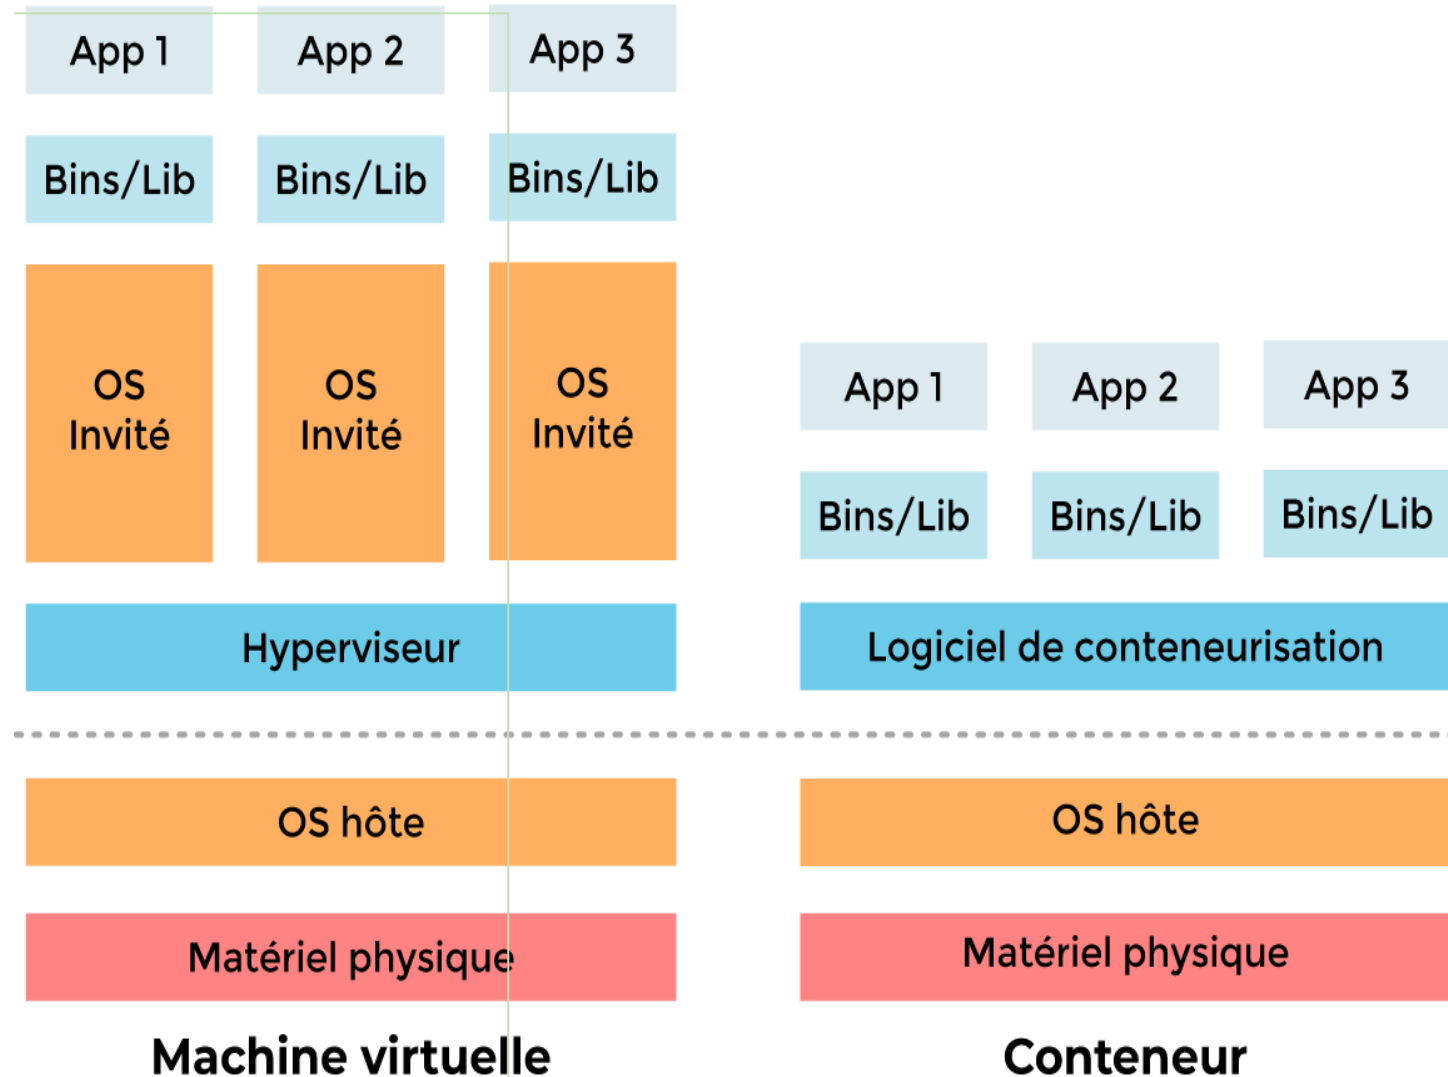 App 1
App 2
App 3
Bins/Lib
Bins/Lib
Bins/Lib
OS
Invité
OS
Invité
OS
Invité
Hyperviseur
OS hôte
Matériel physique
Machine virtuelle
App 1
App 2
App 3
Bins/Lib
Bins/Lib
Bins/Lib
Logiciel de conteneurisation
OS hôte
Matériel physique
Conteneur